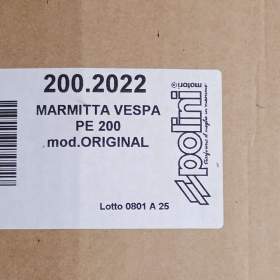 200.2022
MARMITTA VESPA
PE 200
mod.ORIGINAL
Lotto 0801 A 25
polini
motori